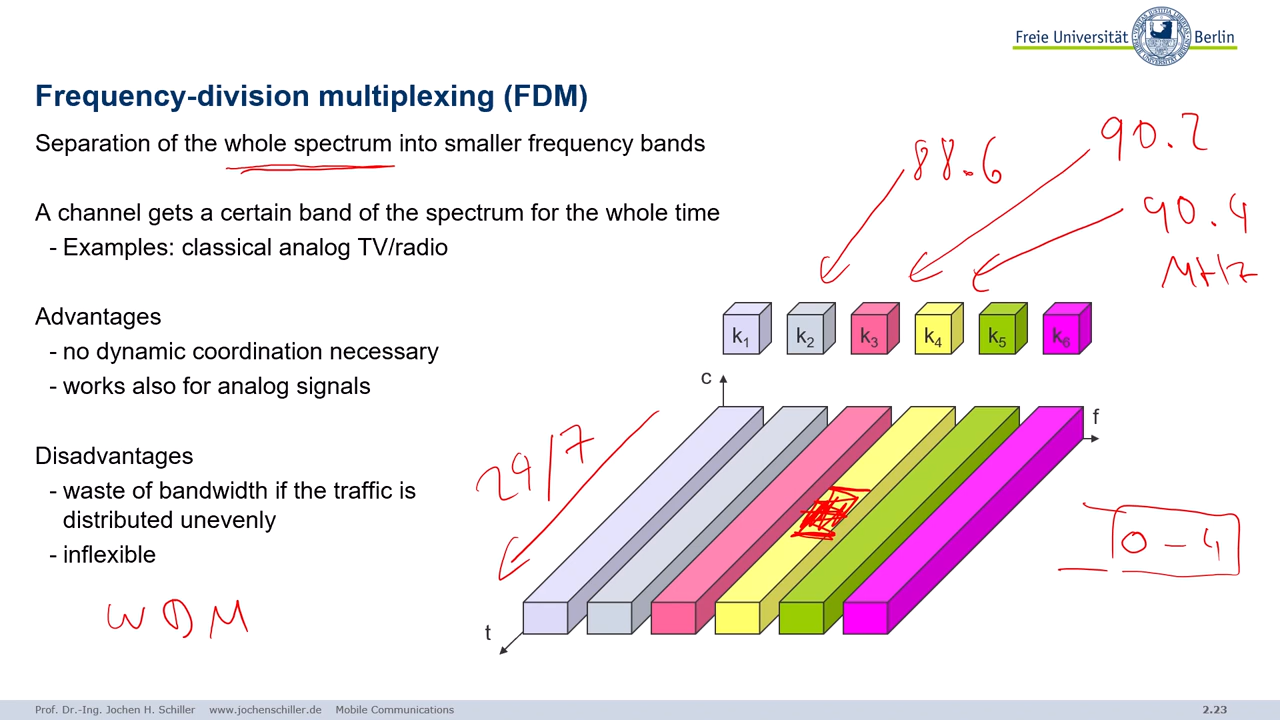 Freie Universität Berlin
Frequency-division multiplexing (FDM)
Separation of the whole spectrum into smaller frequency bands
88.6
90.2
A channel gets a certain band of the spectrum for the whole time
90.4
MHz
- Examples: classical analog TV/radio
Advantages
- no dynamic coordination necessary
- works also for analog signals
k1 k2 k3 k4 k5 k6
c
f
24/7
Disadvantages
- waste of bandwidth if the traffic is
distributed unevenly
- inflexible
0 – 4
WDM
t
Prof. Dr.-Ing. Jochen H. Schiller www.jochenschiller.de Mobile Communications
2.23